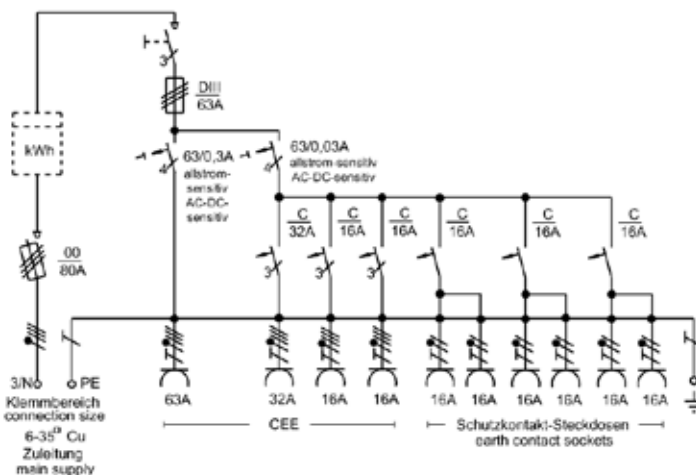 3
DIII
63A
kWh
4
63/0,3A
allstrom-
sensitiv
AC-DC-
sensitiv
4
63/0,03A
allstrom-sensitiv
AC-DC-sensitiv
C
32A
C
16A
C
16A
C
16A
C
16A
C
16A
00
80A
3
3
3
3/N
PE
63A
32A
16A
16A
16A
16A
16A
16A
16A
16A
Klemmbereich
connection size
6-35□ Cu
Zuleitung
main supply
CEE
Schutzkontakt-Steckdosen
earth contact sockets